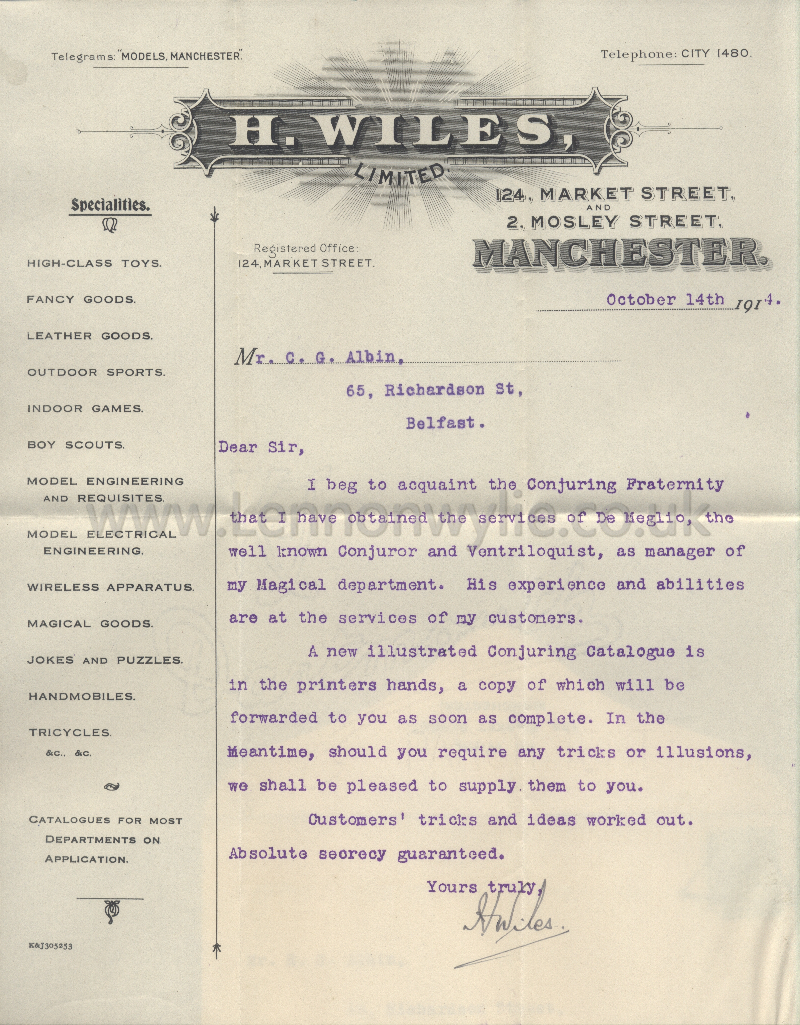 Telegrams: "MODELS, MANCHESTER".
Telephone: CITY 1480.
H. WILES,
LIMITED.
124, MARKET STREET,
AND
2, MOSLEY STREET,
MANCHESTER.
Registered Office:
124, MARKET STREET.
Specialities.
HIGH-CLASS TOYS.
FANCY GOODS.
LEATHER GOODS.
OUTDOOR SPORTS.
INDOOR GAMES.
BOY SCOUTS.
MODEL ENGINEERING
AND REQUISITES.
MODEL ELECTRICAL
ENGINEERING.
WIRELESS APPARATUS.
MAGICAL GOODS.
JOKES AND PUZZLES.
HANDMOBILES.
TRICYCLES.
&c., &c.
CATALOGUES FOR MOST
DEPARTMENTS ON
APPLICATION.
K&J305253
October 14th 1914.
Mr. C. G. Albin,
65, Richardson St,
Belfast.
Dear Sir,
I beg to acquaint the Conjuring Fraternity
that I have obtained the services of De Meglio, the
well known Conjuror and Ventriloquist, as manager of
my Magical department. His experience and abilities
are at the services of my customers.
A new illustrated Conjuring Catalogue is
in the printers hands, a copy of which will be
forwarded to you as soon as complete. In the
Meantime, should you require any tricks or illusions,
we shall be pleased to supply them to you.
Customers' tricks and ideas worked out.
Absolute secrecy guaranteed.
Yours truly,
H Wiles.
www.Lennonwylie.co.uk